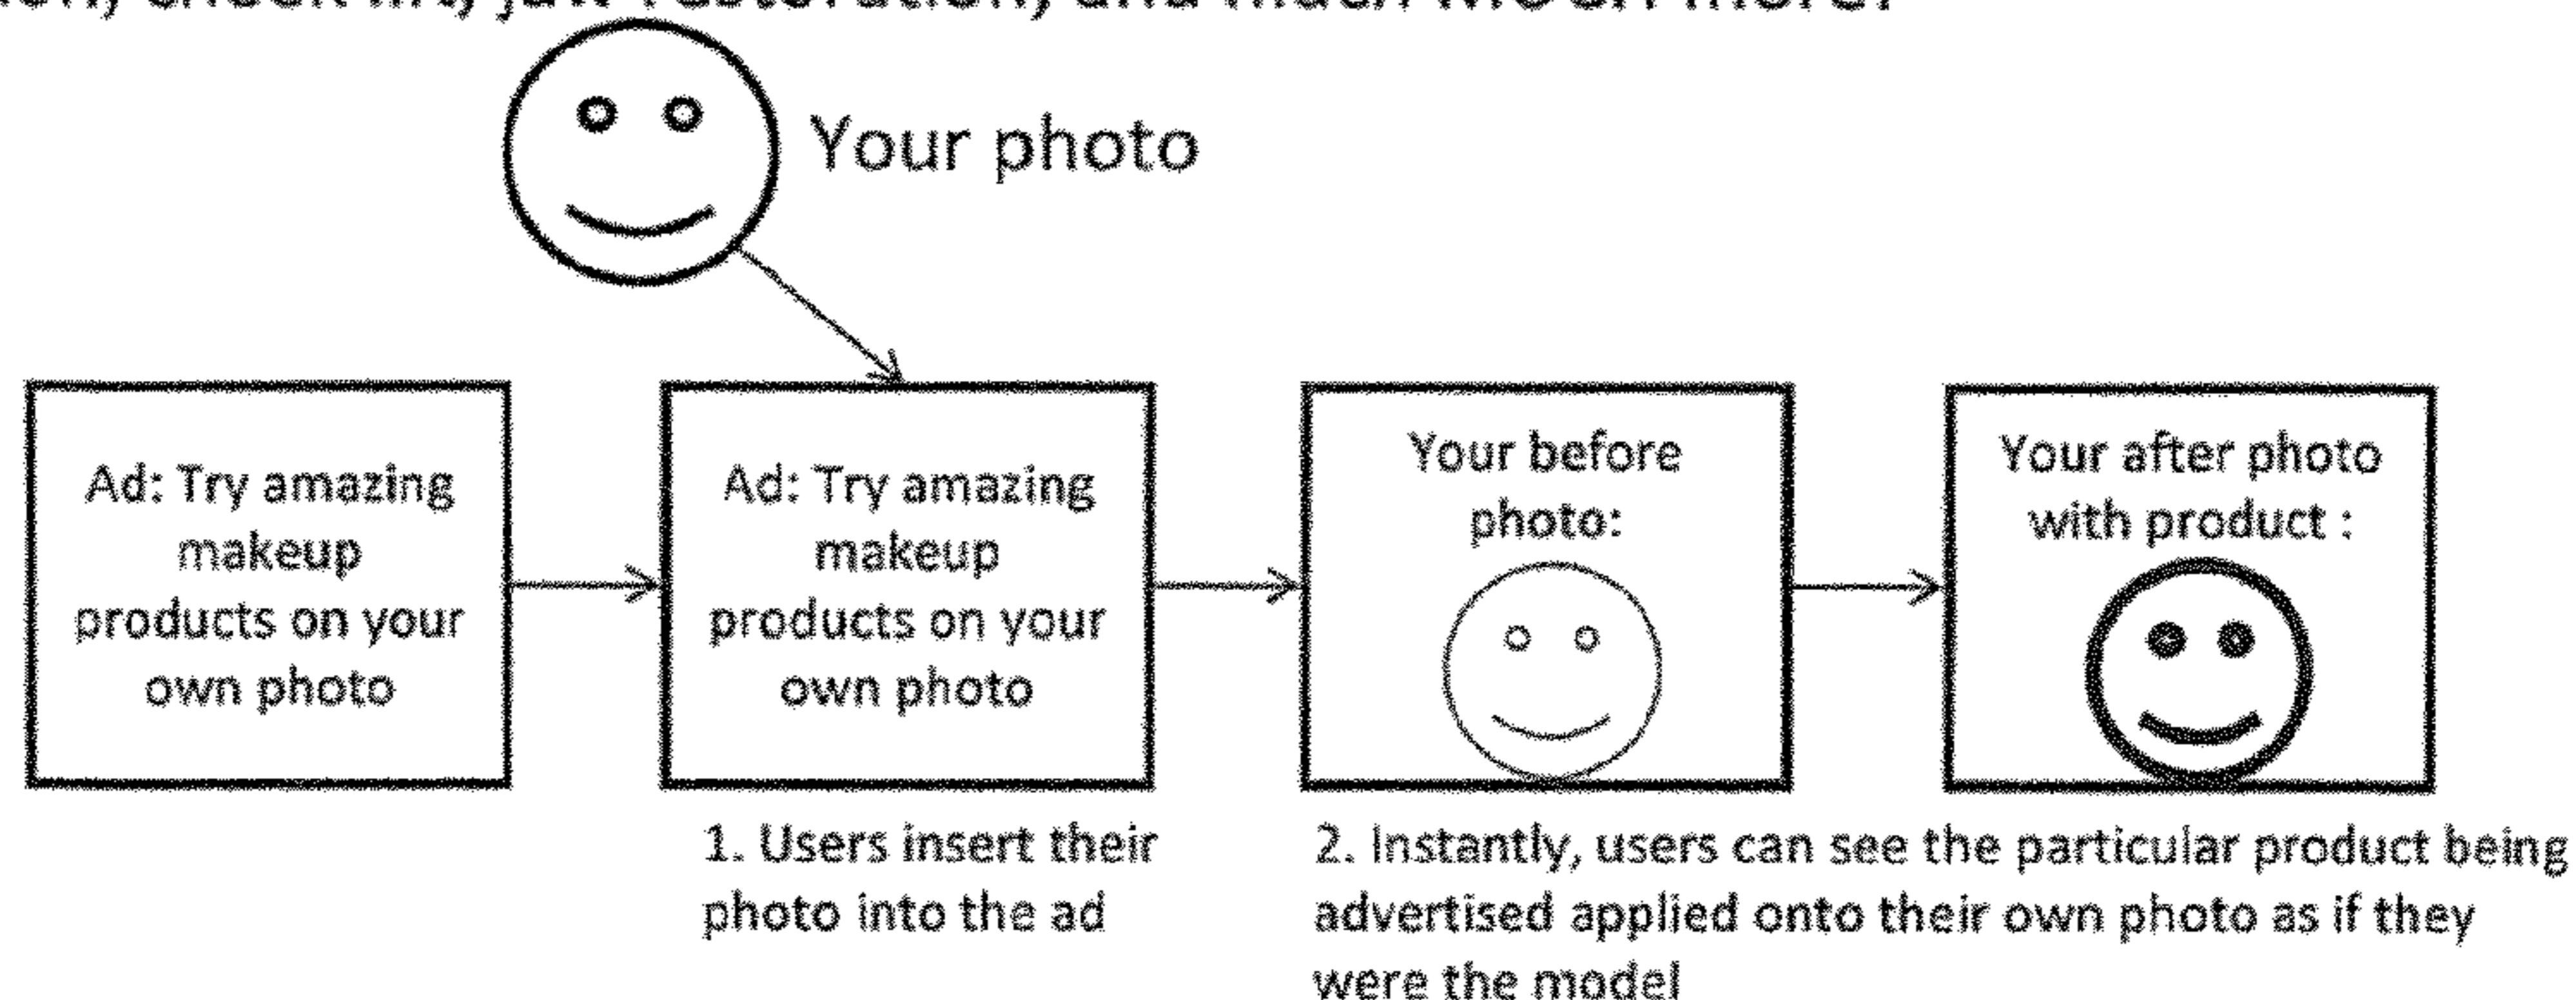 Your photo
Ad: Try amazing
makeup
products on your
own photo
Ad: Try amazing
makeup
products on your
own photo
Your before
photo:
Your after photo
with product :
1. Users insert their
photo into the ad
2. Instantly, users can see the particular product being
advertised applied onto their own photo as if they
were the model